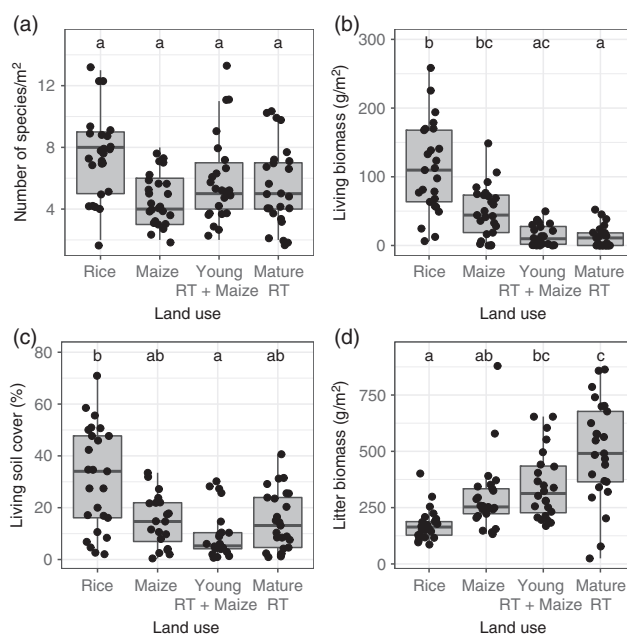 (a)
a a a a
Number of species/m²
12
8
4
Rice Maize Young Mature
RT + Maize RT
Land use
(b)
b bc ac a
Living biomass (g/m²)
300
200
100
0
Rice Maize Young Mature
RT + Maize RT
Land use
(c)
b ab a ab
Living soil cover (%)
80
60
40
20
0
Rice Maize Young Mature
RT + Maize RT
Land use
(d)
a ab bc c
Litter biomass (g/m²)
750
500
250
0
Rice Maize Young Mature
RT + Maize RT
Land use